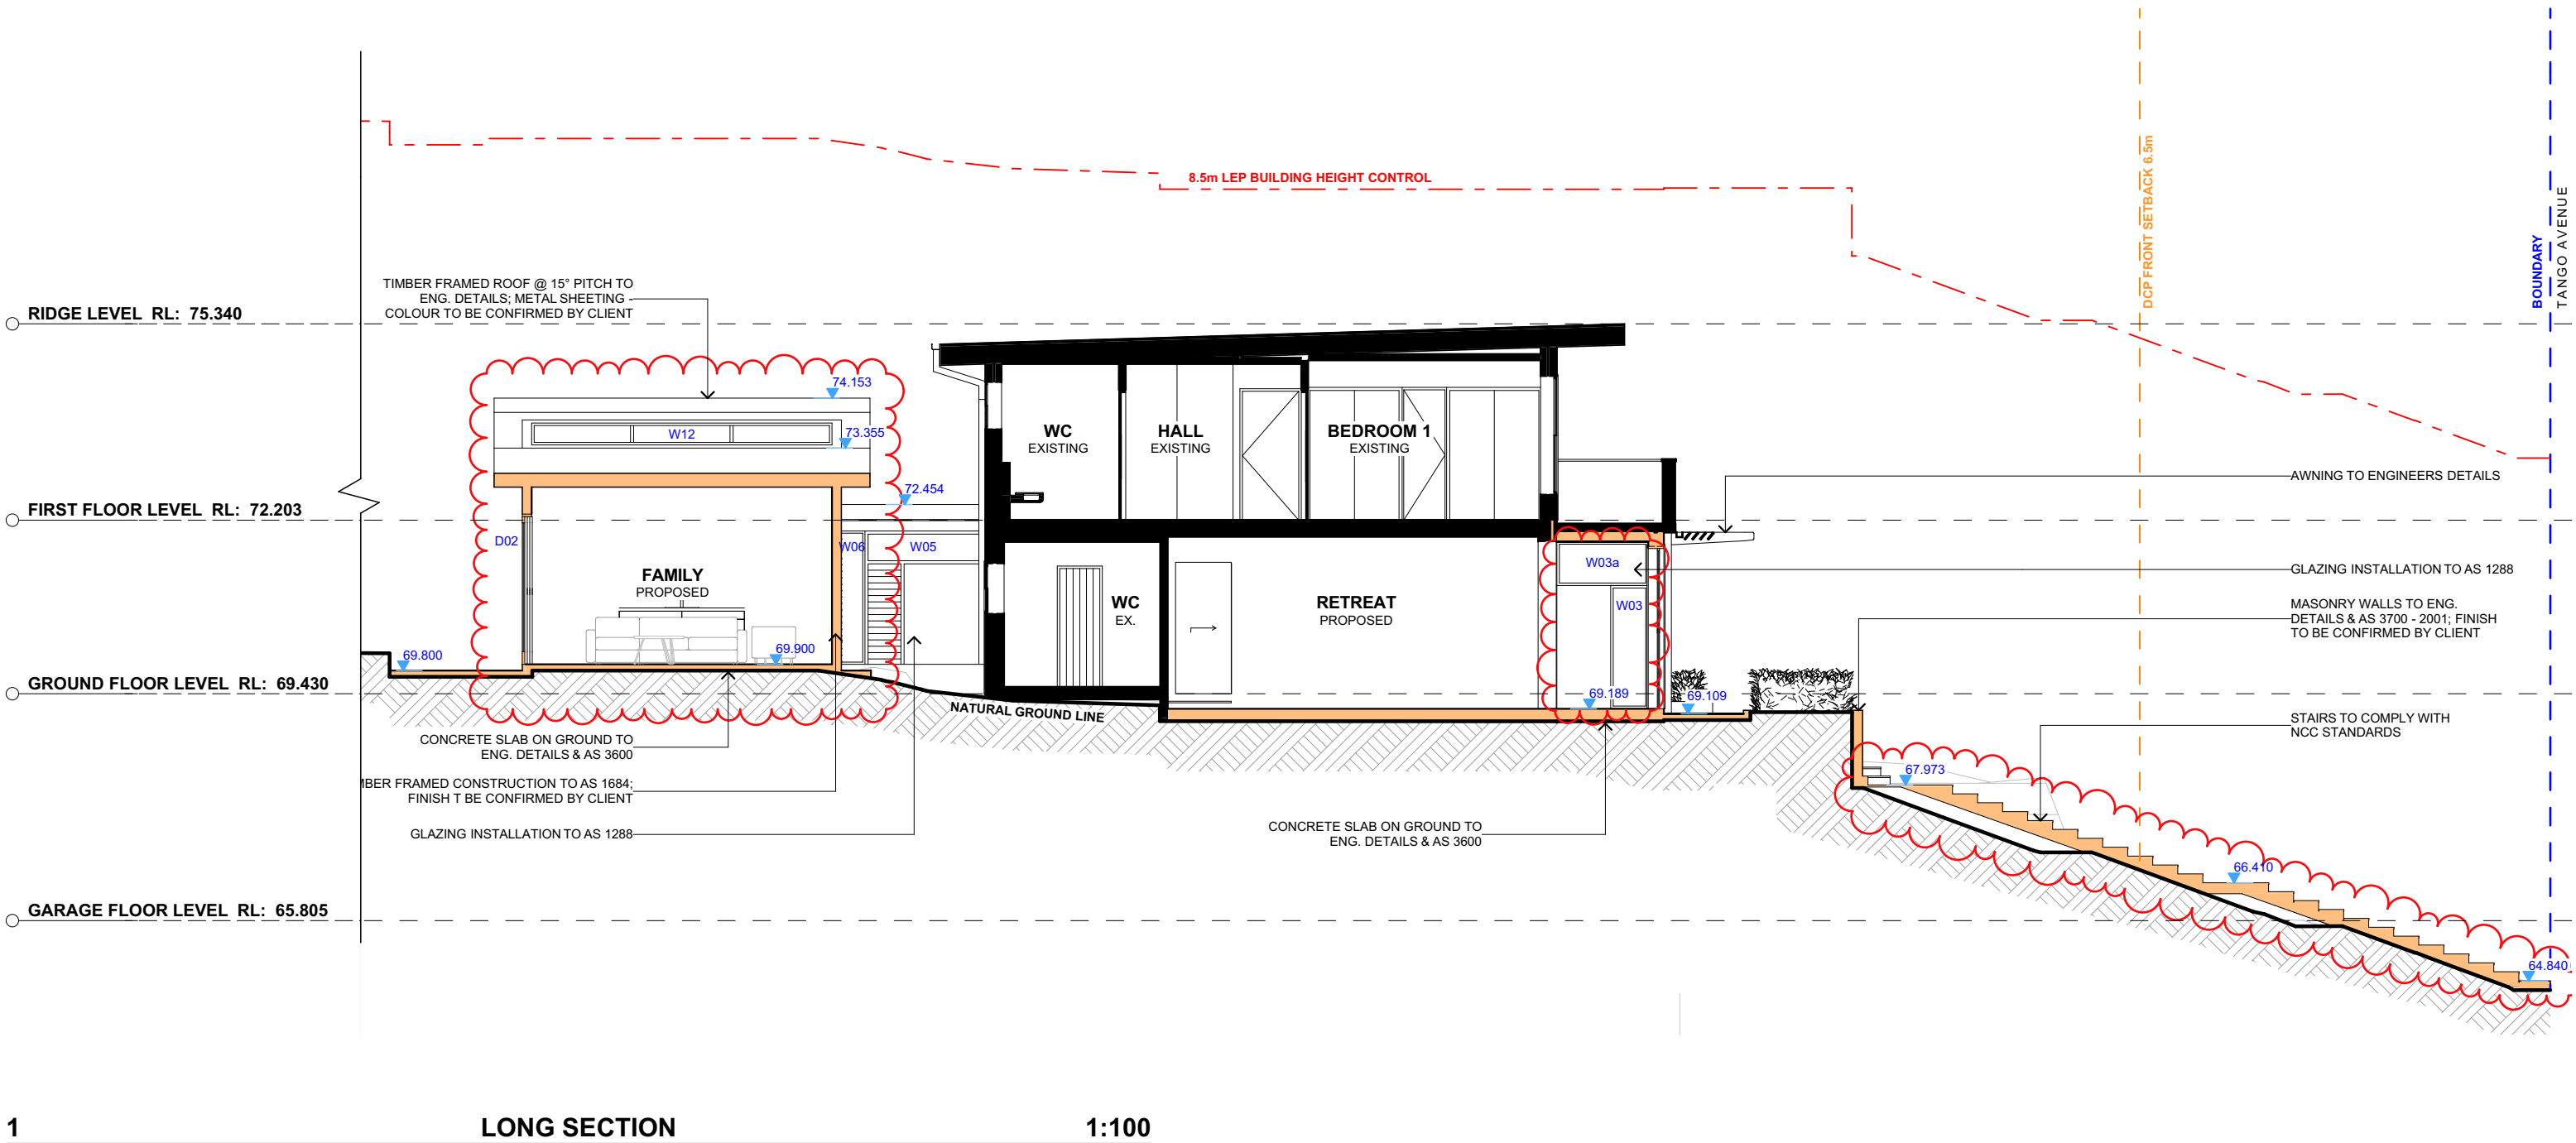 8.5m LEP BUILDING HEIGHT CONTROL
DCP FRONT SETBACK 6.5m
BOUNDARY
TANGO AVENUE
TIMBER FRAMED ROOF @ 15° PITCH TO
ENG. DETAILS; METAL SHEETING -
COLOUR TO BE CONFIRMED BY CLIENT
RIDGE LEVEL RL: 75.340
74.153
W12
73.355
WC
EXISTING
HALL
EXISTING
BEDROOM 1
EXISTING
AWNING TO ENGINEERS DETAILS
72.454
FIRST FLOOR LEVEL RL: 72.203
D02
W06
W05
W03a
GLAZING INSTALLATION TO AS 1288
FAMILY
PROPOSED
WC
EX.
RETREAT
PROPOSED
W03
MASONRY WALLS TO ENG.
DETAILS & AS 3700 - 2001; FINISH
TO BE CONFIRMED BY CLIENT
69.800
69.900
GROUND FLOOR LEVEL RL: 69.430
69.189
69.109
NATURAL GROUND LINE
STAIRS TO COMPLY WITH
NCC STANDARDS
CONCRETE SLAB ON GROUND TO
ENG. DETAILS & AS 3600
67.973
MBER FRAMED CONSTRUCTION TO AS 1684;
FINISH T BE CONFIRMED BY CLIENT
GLAZING INSTALLATION TO AS 1288
CONCRETE SLAB ON GROUND TO
ENG. DETAILS & AS 3600
66.410
GARAGE FLOOR LEVEL RL: 65.805
64.840
1 LONG SECTION 1:100